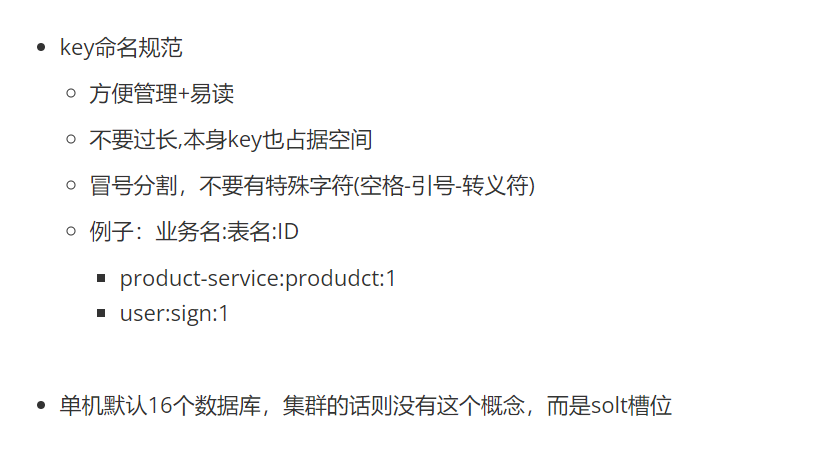 key命名规范
方便管理+易读
不要过长,本身key也占据空间
冒号分割，不要有特殊字符(空格-引号-转义符)
例子：业务名:表名:ID
product-service:produdct:1
user:sign:1
单机默认16个数据库，集群的话则没有这个概念，而是solt槽位